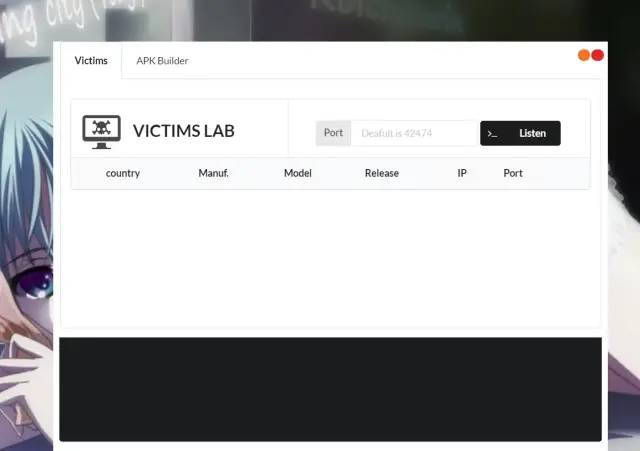 Victims APK Builder
VICTIMS LAB
Port Deafult is 42474 >_ Listen
country Manuf. Model Release IP Port